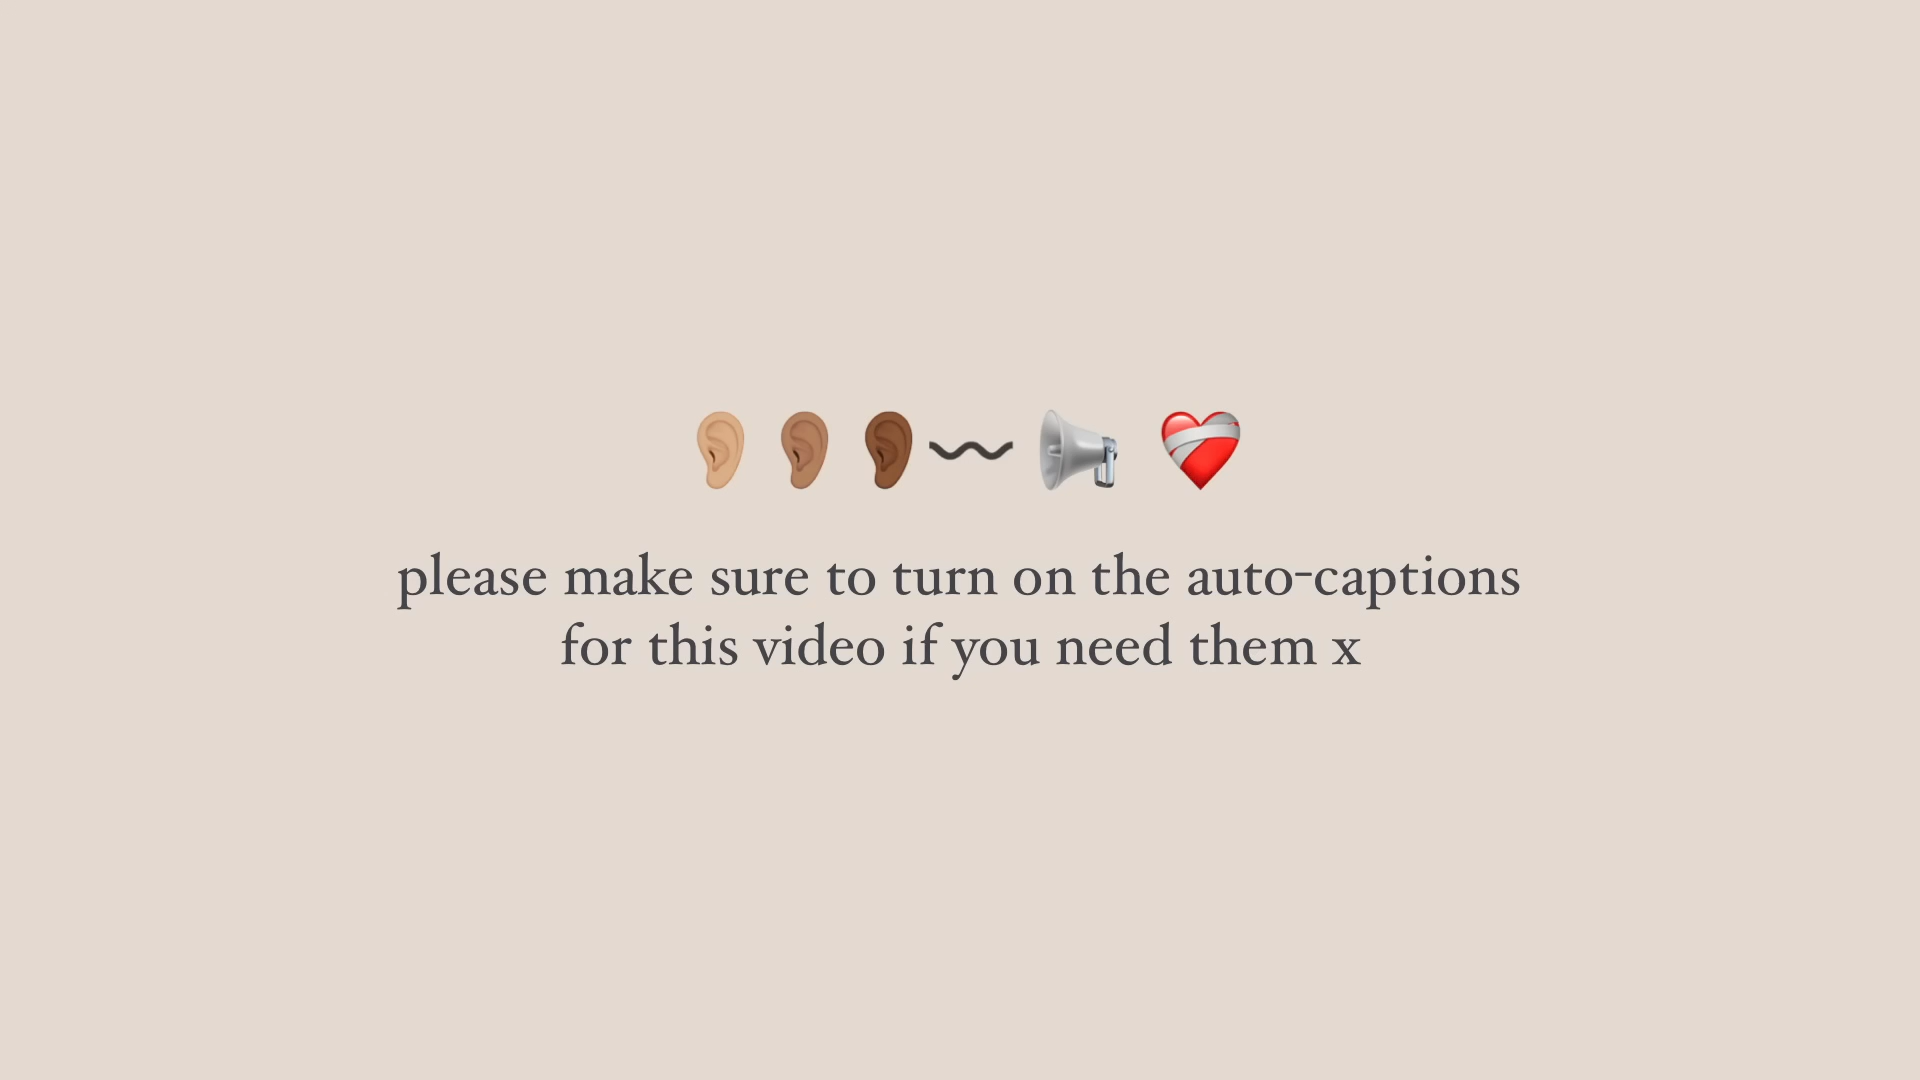 please make sure to turn on the auto-captions
for this video if you need them x